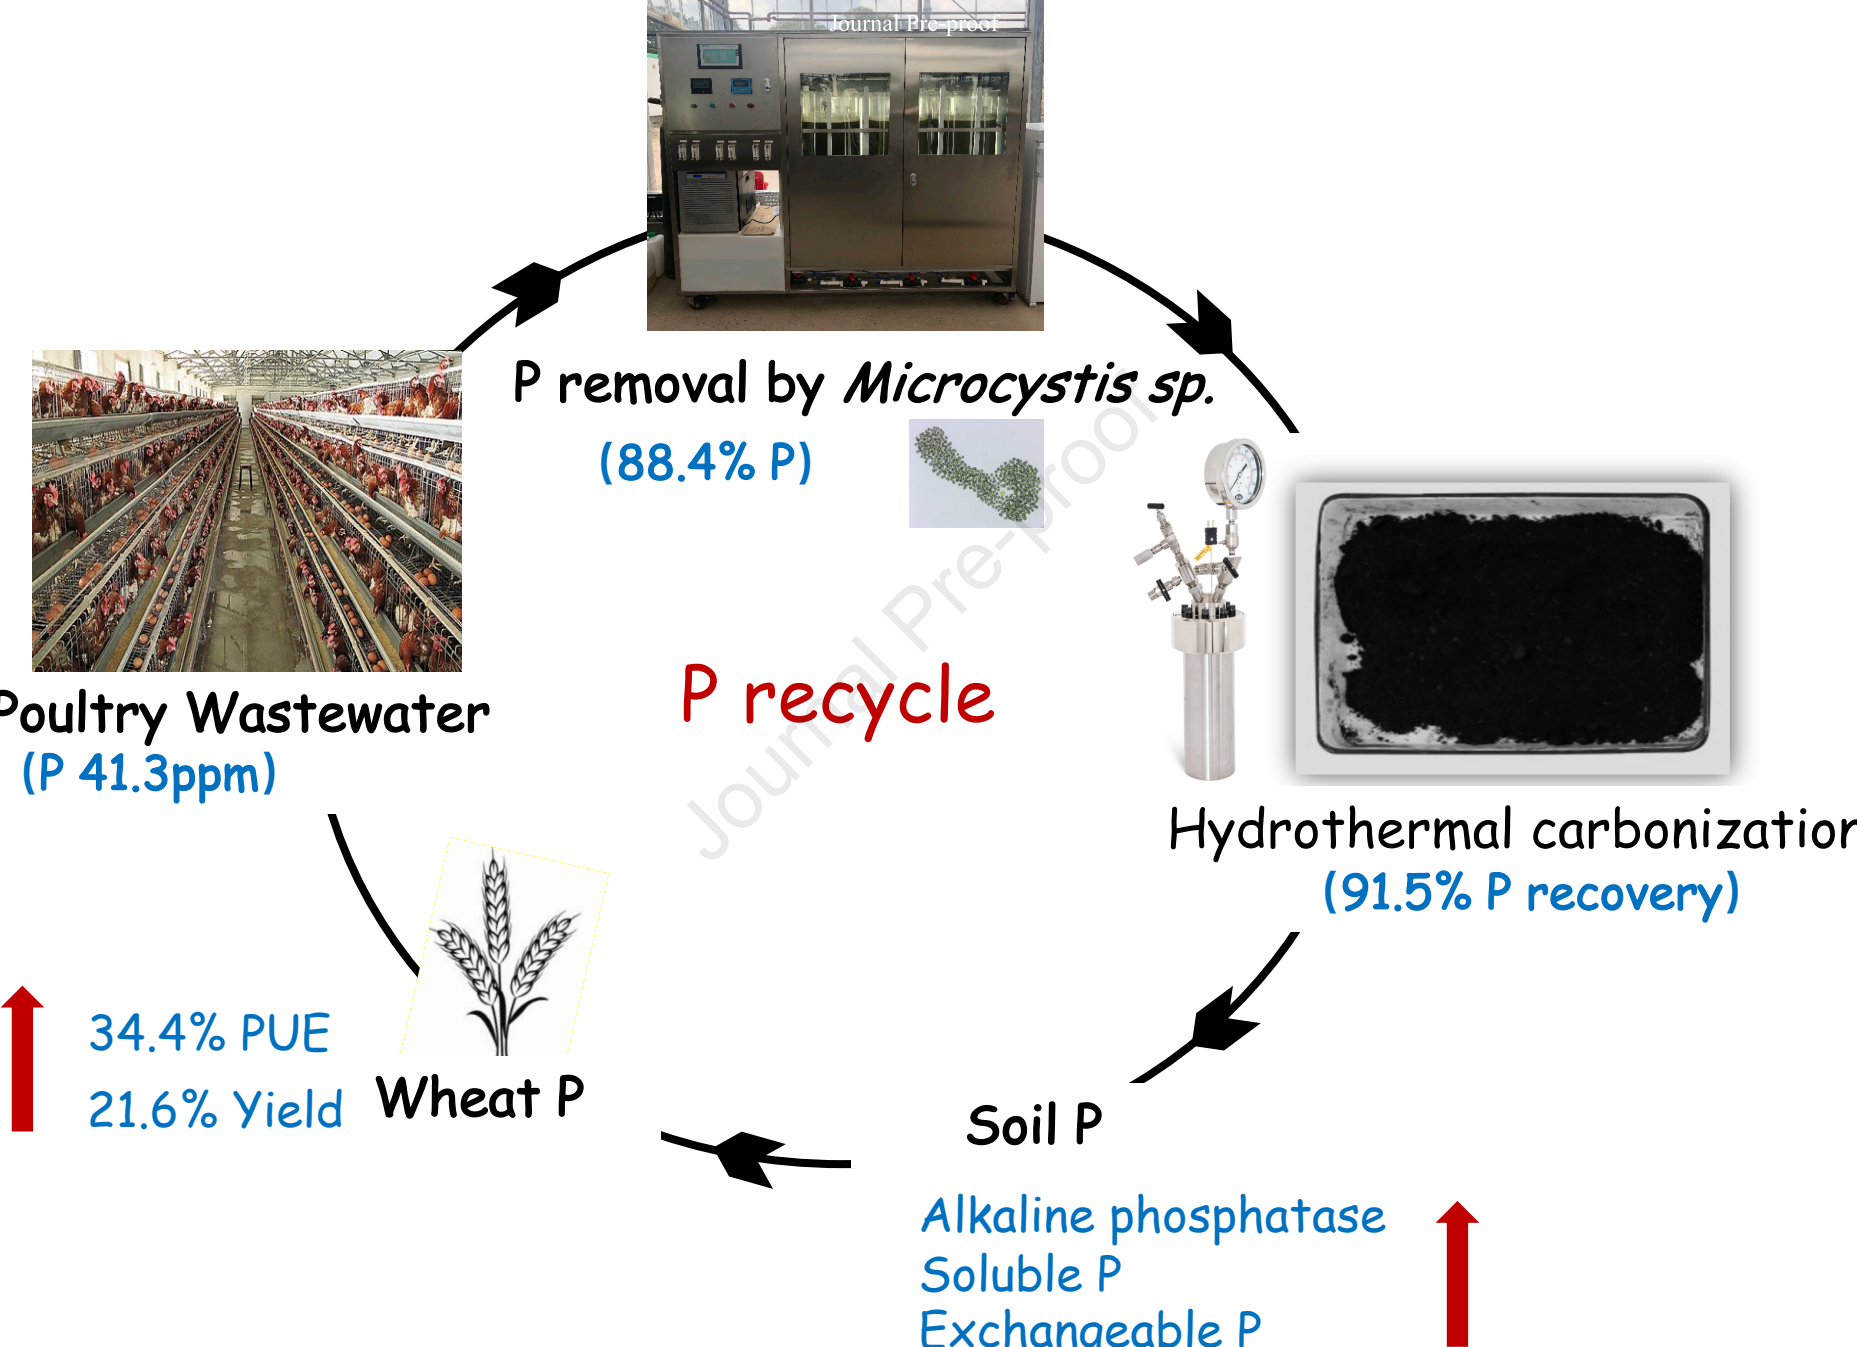 Journal Pre-proof
P removal by Microcystis sp.
(88.4% P)
Poultry Wastewater
(P 41.3ppm)
P recycle
Journal Pre-proof
Hydrothermal carbonization
(91.5% P recovery)
34.4% PUE
21.6% Yield
Wheat P
Soil P
Alkaline phosphatase
Soluble P
Exchangeable P